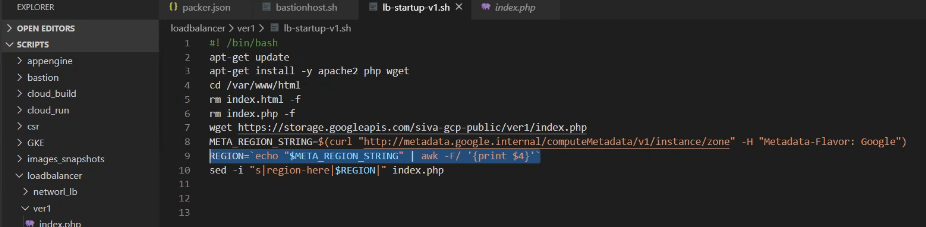 EXPLORER
{} packer.json
bastionhost.sh
lb-startup-v1.sh ×
index.php
OPEN EDITORS
SCRIPTS
appengine
bastion
cloud_build
cloud_run
csr
GKE
images_snapshots
loadbalancer
networl_lb
ver1
index.php
loadbalancer > ver1 > lb-startup-v1.sh
1 #! /bin/bash
2 apt-get update
3 apt-get install -y apache2 php wget
4 cd /var/www/html
5 rm index.html -f
6 rm index.php -f
7 wget https://storage.googleapis.com/siva-gcp-public/ver1/index.php
8 META_REGION_STRING=$(curl "http://metadata.google.internal/computeMetadata/v1/instance/zone" -H "Metadata-Flavor: Google")
9 REGION=`echo "$META_REGION_STRING" | awk -F/ '{print $4}'`
10 sed -i "s|region-here|$REGION|" index.php
11
12
13